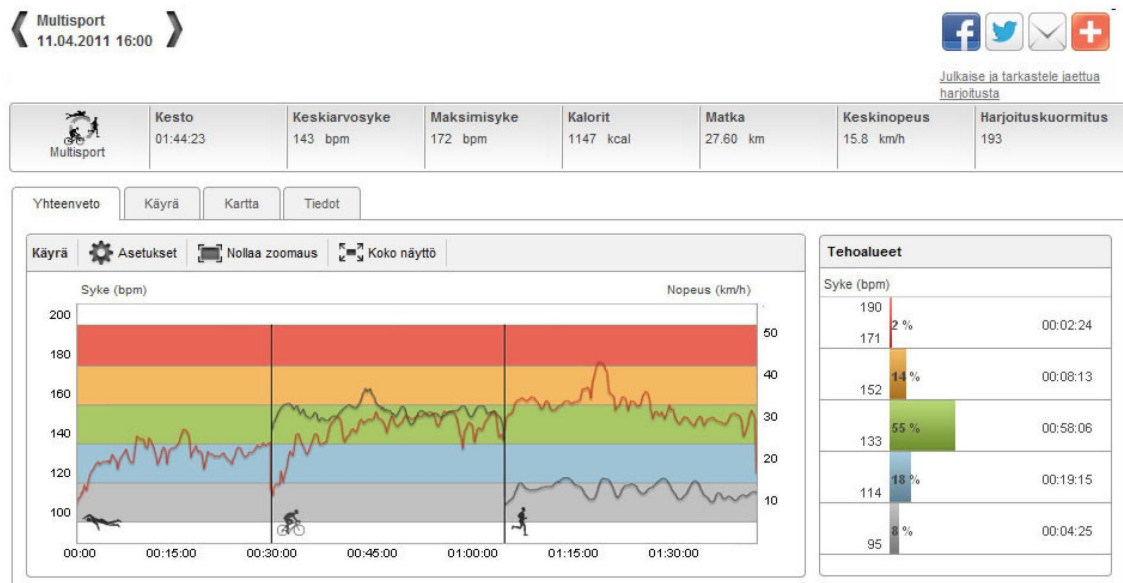 Multisport
11.04.2011 16:00
Julkaise ja tarkastele jaettua
harjoitusta
Multisport
Kesto
01:44:23
Keskiarvosyke
143 bpm
Maksimisyke
172 bpm
Kalorit
1147 kcal
Matka
27.60 km
Keskinopeus
15.8 km/h
Harjoituskuormitus
193
Yhteenveto Käyrä Kartta Tiedot
Käyrä Asetukset Nollaa zoomaus Koko näyttö
Syke (bpm) Nopeus (km/h)
200
180
160
140
120
100
50
40
30
20
10
00:00 00:15:00 00:30:00 00:45:00 01:00:00 01:15:00 01:30:00
Tehoalueet
Syke (bpm)
190
2 % 00:02:24
171
14 % 00:08:13
152
55 % 00:58:06
133
18 % 00:19:15
114
8 % 00:04:25
95